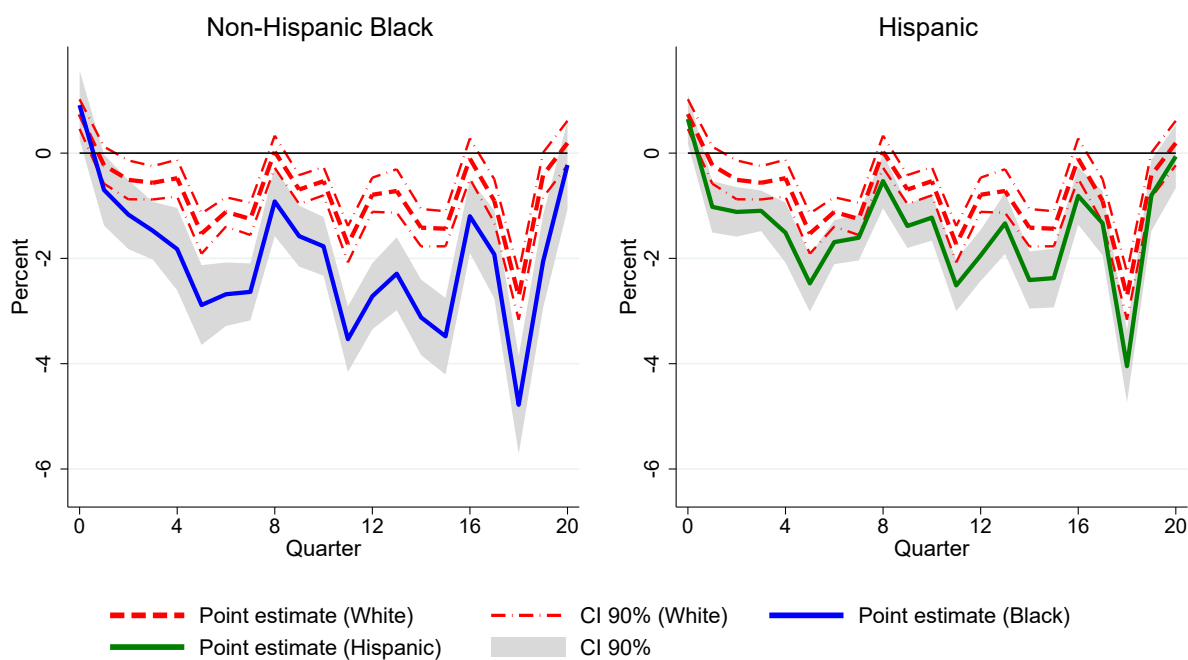 Non-Hispanic Black
Percent
0
-2
-4
-6
0 4 8 12 16 20
Quarter
Hispanic
Percent
0
-2
-4
-6
0 4 8 12 16 20
Quarter
Point estimate (White) CI 90% (White) Point estimate (Black)
Point estimate (Hispanic) CI 90%